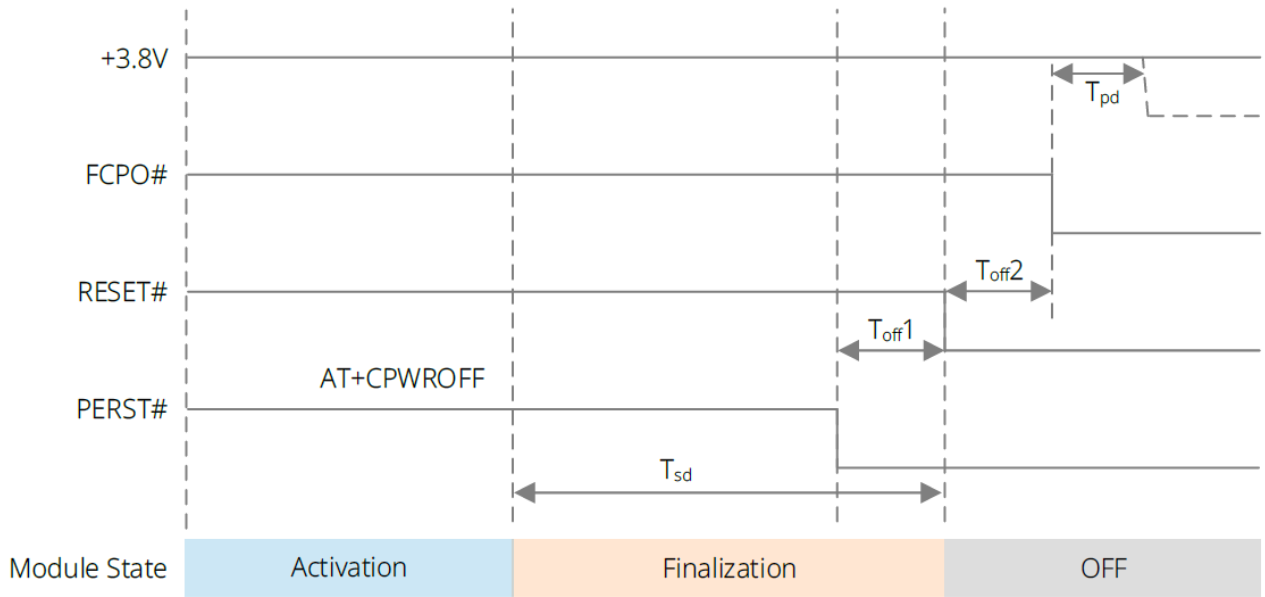 +3.8V
Tpd
FCPO#
Toff2
RESET#
Toff1
AT+CPWROFF
PERST#
Tsd
Module State
Activation
Finalization
OFF